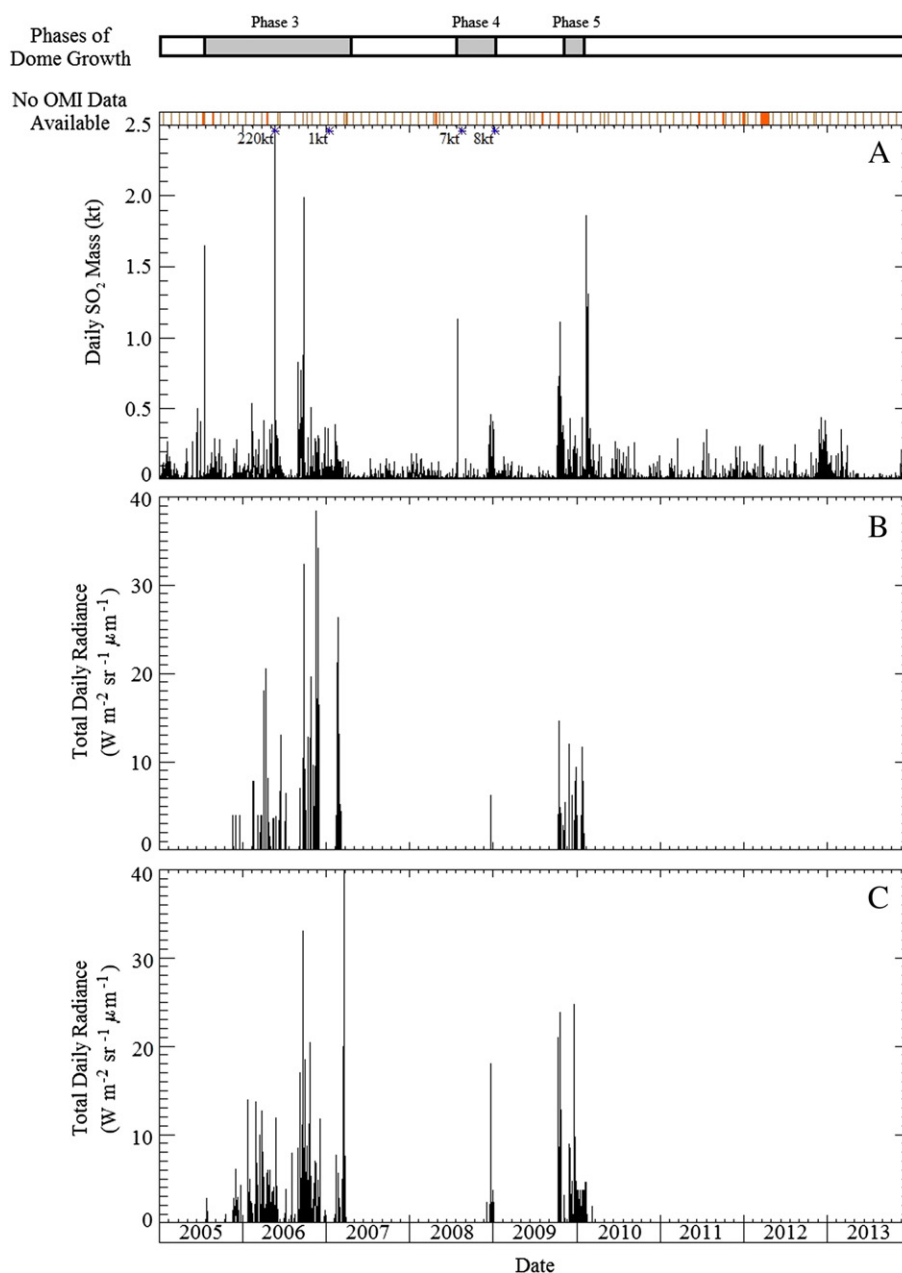 Phase 3 Phase 4 Phase 5
Phases of
Dome Growth
No OMI Data
Available
220kt 1kt 7kt 8kt
A
2.5
2.0
1.5
1.0
0.5
0
Daily SO₂ Mass (kt)
B
40
30
20
10
0
Total Daily Radiance
(W m⁻² sr⁻¹ μm⁻¹)
C
40
30
20
10
0
Total Daily Radiance
(W m⁻² sr⁻¹ μm⁻¹)
2005 2006 2007 2008 2009 2010 2011 2012 2013
Date